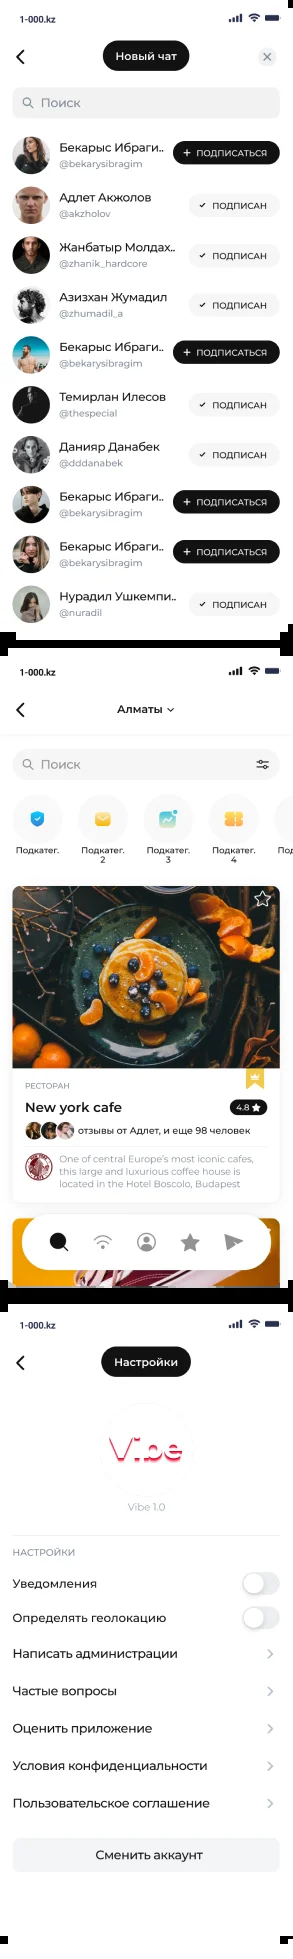 1-000.kz
Новый чат
Поиск
Бекарыс Ибраги..
@bekarysibragim
ПОДПИСАТЬСЯ
Адлет Акжолов
@akzholov
ПОДПИСАН
Жанбатыр Молдах..
@zhanik_hardcore
ПОДПИСАН
Азизхан Жумадил
@zhumadil_a
ПОДПИСАН
Бекарыс Ибраги..
@bekarysibragim
ПОДПИСАТЬСЯ
Темирлан Илесов
@thespecial
ПОДПИСАН
Данияр Данабек
@dddanabek
ПОДПИСАН
Бекарыс Ибраги..
@bekarysibragim
ПОДПИСАТЬСЯ
Бекарыс Ибраги..
@bekarysibragim
ПОДПИСАТЬСЯ
Нурадил Ушкемпи..
@nuradil
ПОДПИСАН
1-000.kz
Алматы
Поиск
Подкатег.
Подкатег.
2
Подкатег.
3
Подкатег.
4
Под
РЕСТОРАН
New york cafe
4.8
отзывы от Адлет, и еще 98 человек
One of central Europe's most iconic cafes,
this large and luxurious coffee house is
located in the Hotel Boscolo, Budapest
1-000.kz
Настройки
Vibe
Vibe 1.0
НАСТРОЙКИ
Уведомления
Определять геолокацию
Написать администрации
Частые вопросы
Оценить приложение
Условия конфиденциальности
Пользовательское соглашение
Сменить аккаунт